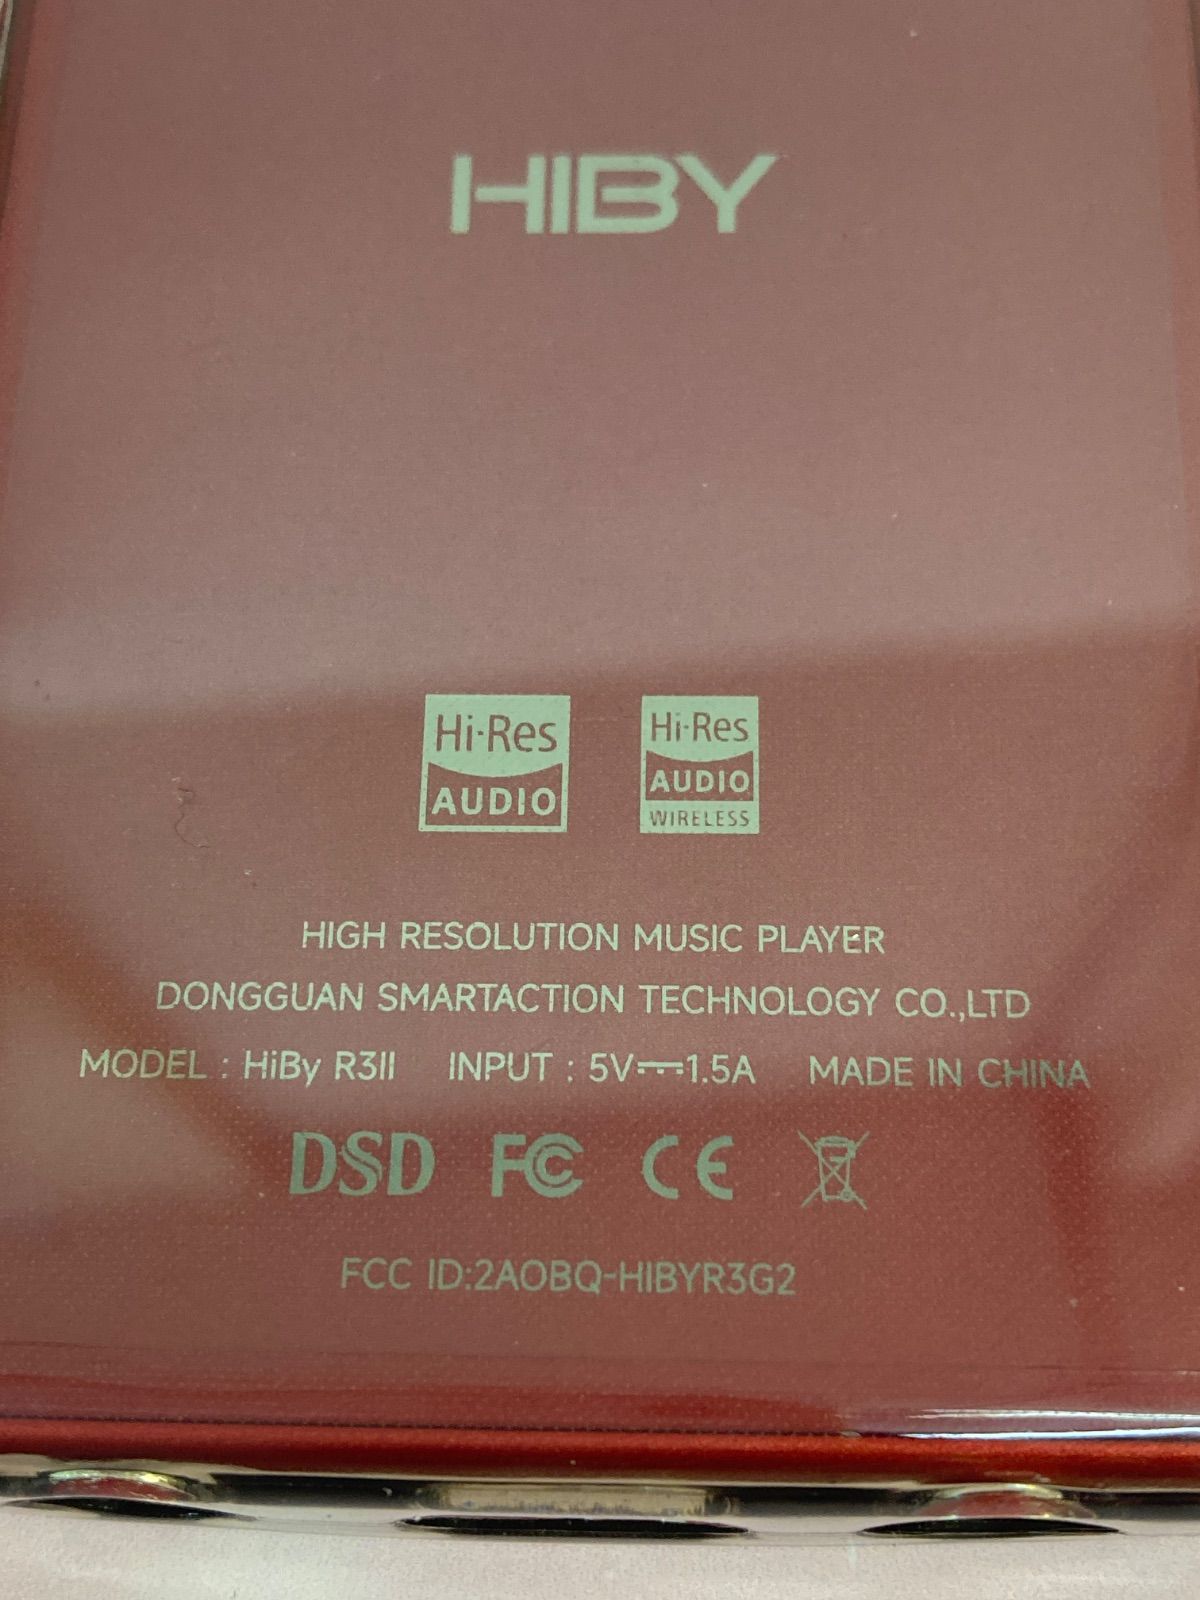 HIBY
Hi-Res Hi-Res
AUDIO AUDIO
WIRELESS
HIGH RESOLUTION MUSIC PLAYER
DONGGUAN SMARTACTION TECHNOLOGY CO.,LTD
MODEL : HiBy R3II INPUT : 5V⎓1.5A MADE IN CHINA
DSD FC CE
FCC ID:2AOBQ-HIBYR3G2